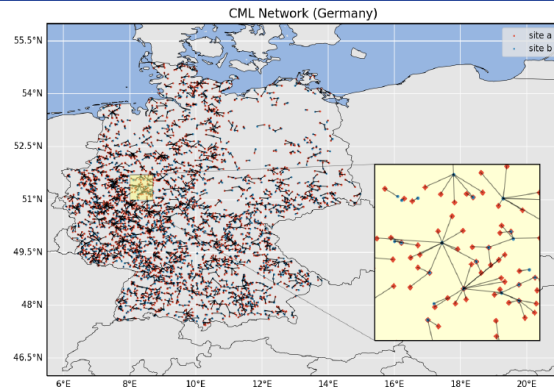 CML Network (Germany)
site a
site b
55.5°N
54°N
52.5°N
51°N
49.5°N
48°N
46.5°N
6°E 8°E 10°E 12°E 14°E 16°E 18°E 20°E